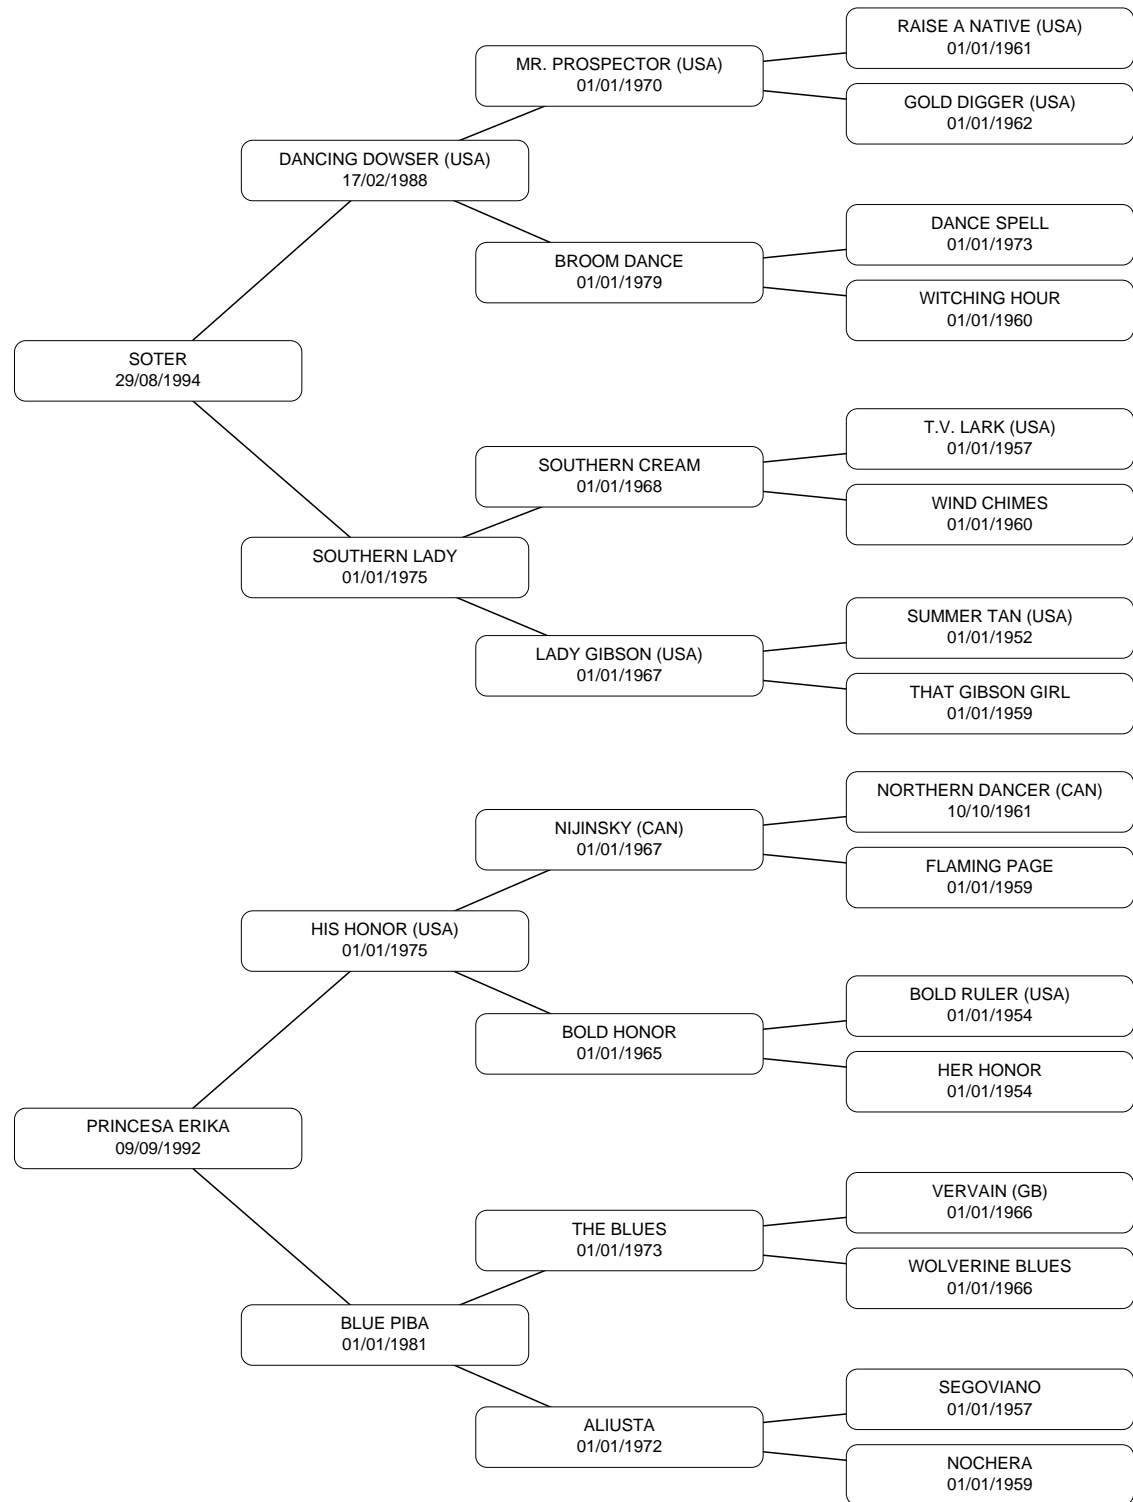 RAISE A NATIVE (USA)
01/01/1961
MR. PROSPECTOR (USA)
01/01/1970
GOLD DIGGER (USA)
01/01/1962
DANCING DOWSER (USA)
17/02/1988
DANCE SPELL
01/01/1973
BROOM DANCE
01/01/1979
WITCHING HOUR
01/01/1960
SOTER
29/08/1994
T.V. LARK (USA)
01/01/1957
SOUTHERN CREAM
01/01/1968
WIND CHIMES
01/01/1960
SOUTHERN LADY
01/01/1975
SUMMER TAN (USA)
01/01/1952
LADY GIBSON (USA)
01/01/1967
THAT GIBSON GIRL
01/01/1959
NORTHERN DANCER (CAN)
10/10/1961
NIJINSKY (CAN)
01/01/1967
FLAMING PAGE
01/01/1959
HIS HONOR (USA)
01/01/1975
BOLD RULER (USA)
01/01/1954
BOLD HONOR
01/01/1965
HER HONOR
01/01/1954
PRINCESA ERIKA
09/09/1992
VERVAIN (GB)
01/01/1966
THE BLUES
01/01/1973
WOLVERINE BLUES
01/01/1966
BLUE PIBA
01/01/1981
SEGOVIANO
01/01/1957
ALIUSTA
01/01/1972
NOCHERA
01/01/1959